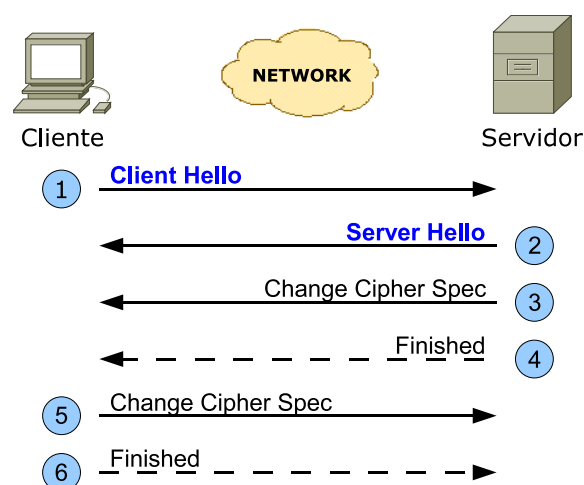 NETWORK
Cliente
Servidor
1 Client Hello
Server Hello 2
Change Cipher Spec 3
Finished 4
5 Change Cipher Spec
6 Finished